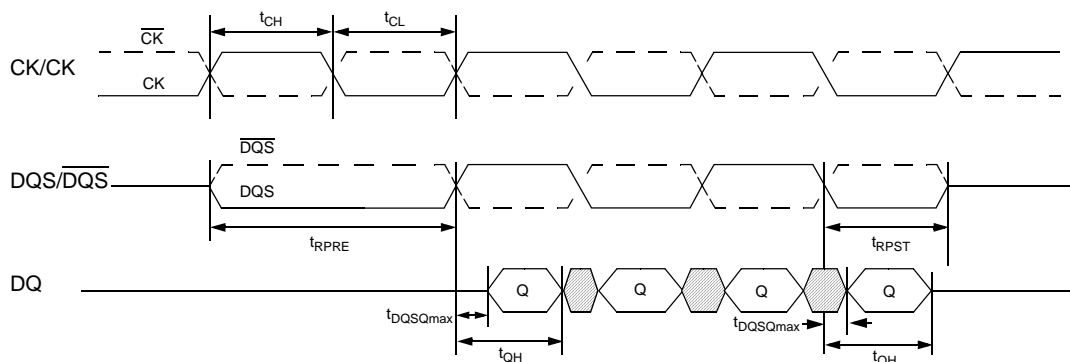 tCH
tCL
CK
CK/CK
CK
DQS
DQS/DQS
DQS
tRPRE
tRPST
DQ
Q
Q
Q
Q
tDQSQmax
tDQSQmax
tQH
tQH